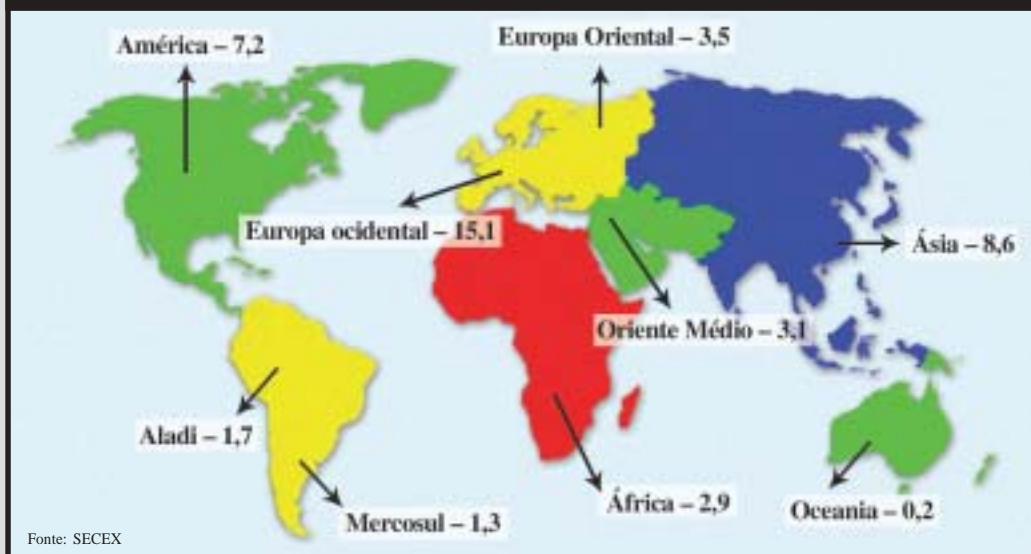 América – 7,2
Europa Oriental – 3,5
Europa ocidental – 15,1
Ásia – 8,6
Oriente Médio – 3,1
Aladi – 1,7
África – 2,9
Oceania – 0,2
Mercosul – 1,3
Fonte: SECEX